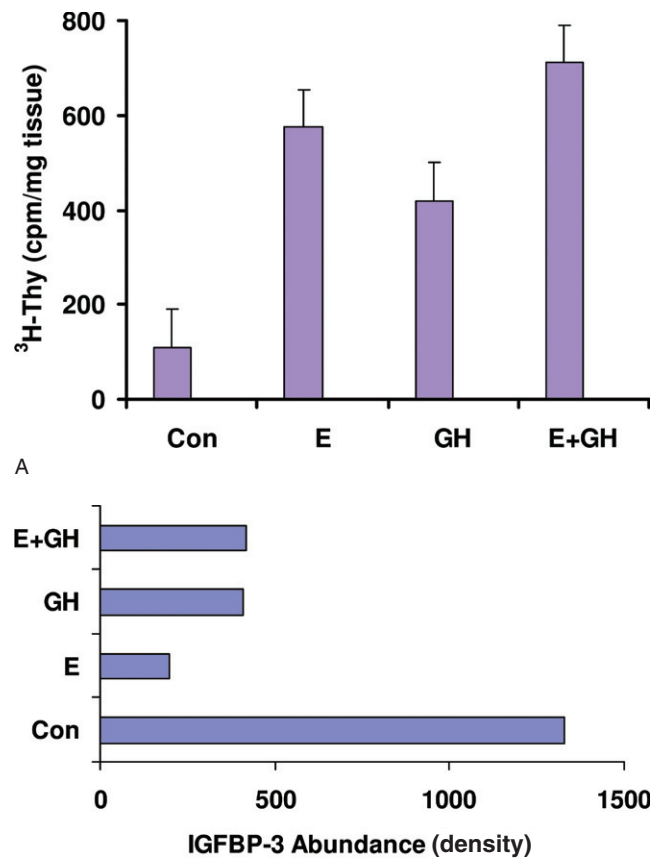 800
600
400
200
0
³H-Thy (cpm/mg tissue)
Con E GH E+GH
A
E+GH
GH
E
Con
0 500 1000 1500
IGFBP-3 Abundance (density)